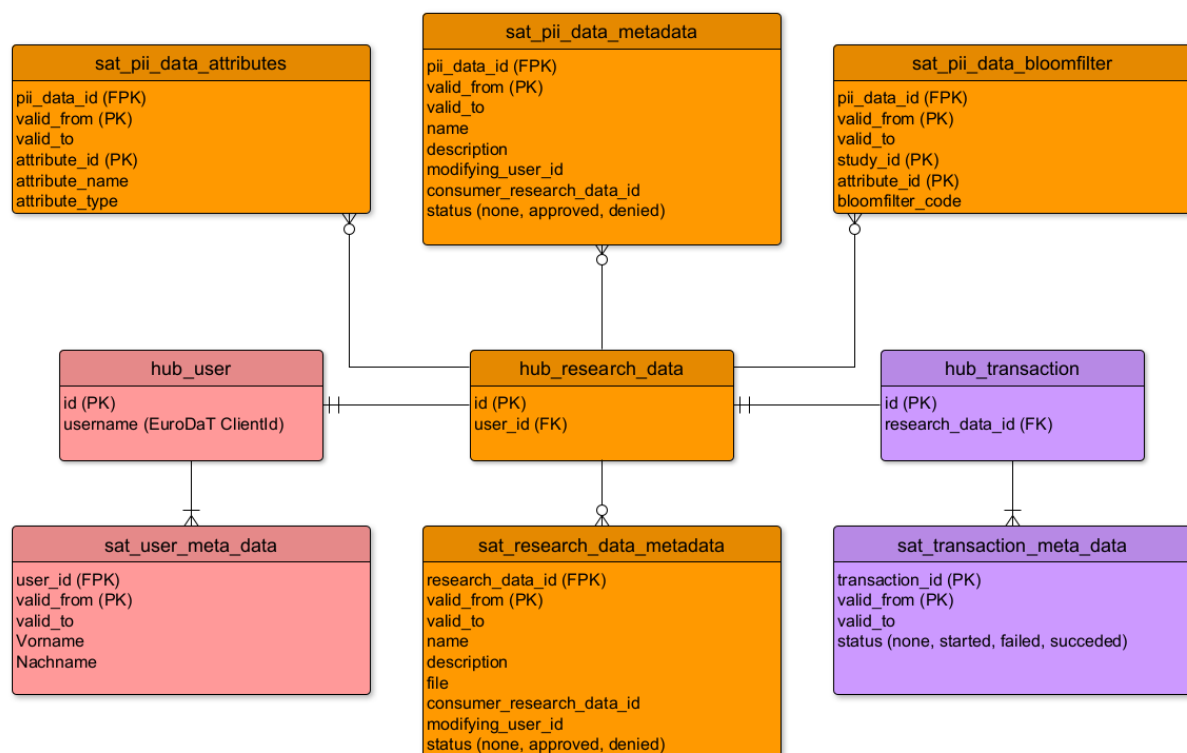 sat_pii_data_attributes
pii_data_id (FPK)
valid_from (PK)
valid_to
attribute_id (PK)
attribute_name
attribute_type
sat_pii_data_metadata
pii_data_id (FPK)
valid_from (PK)
valid_to
name
description
modifying_user_id
consumer_research_data_id
status (none, approved, denied)
sat_pii_data_bloomfilter
pii_data_id (FPK)
valid_from (PK)
valid_to
study_id (PK)
attribute_id (PK)
bloomfilter_code
hub_user
id (PK)
username (EuroDaT ClientId)
hub_research_data
id (PK)
user_id (FK)
hub_transaction
id (PK)
research_data_id (FK)
sat_user_meta_data
user_id (FPK)
valid_from (PK)
valid_to
Vorname
Nachname
sat_research_data_metadata
research_data_id (FPK)
valid_from (PK)
valid_to
name
description
file
consumer_research_data_id
modifying_user_id
status (none, approved, denied)
sat_transaction_meta_data
transaction_id (PK)
valid_from (PK)
valid_to
status (none, started, failed, succeded)